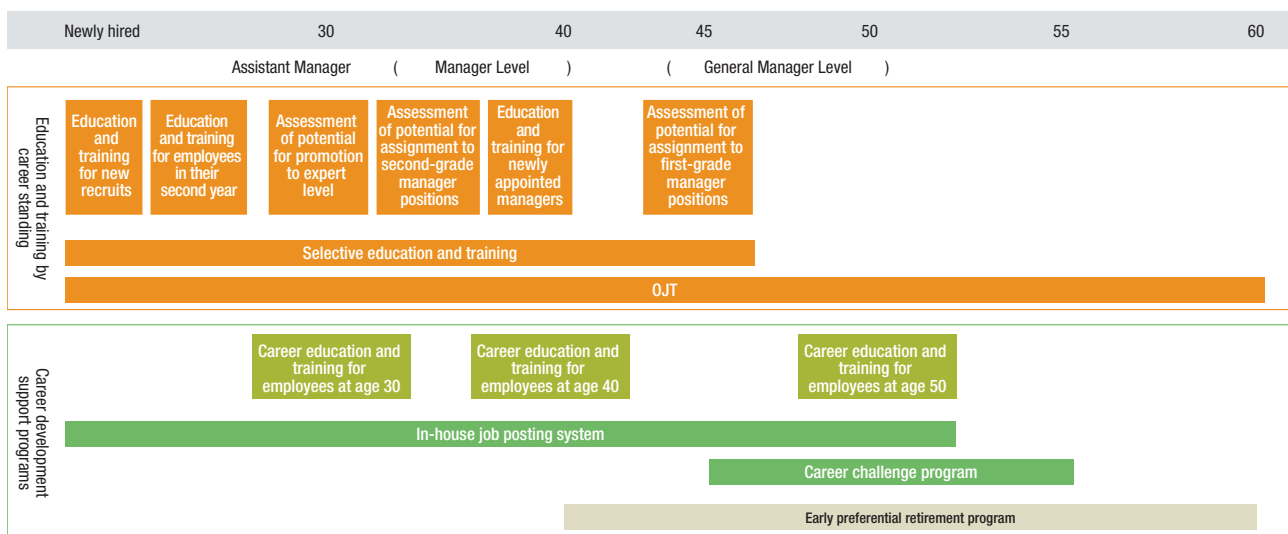 Newly hired 30 40 45 50 55 60
Assistant Manager ( Manager Level ) ( General Manager Level )
Education and training by
career standing
Education
and
training
for new
recruits
Education
and training
for employees
in their
second year
Assessment
of potential
for promotion
to expert
level
Assessment
of potential for
assignment to
second-grade
manager
positions
Education
and
training for
newly
appointed
managers
Assessment of
potential for
assignment to
first-grade
manager
positions
Selective education and training
OJT
Career development
support programs
Career education and
training for
employees at age 30
Career education and
training for
employees at age 40
Career education and
training for
employees at age 50
In-house job posting system
Career challenge program
Early preferential retirement program